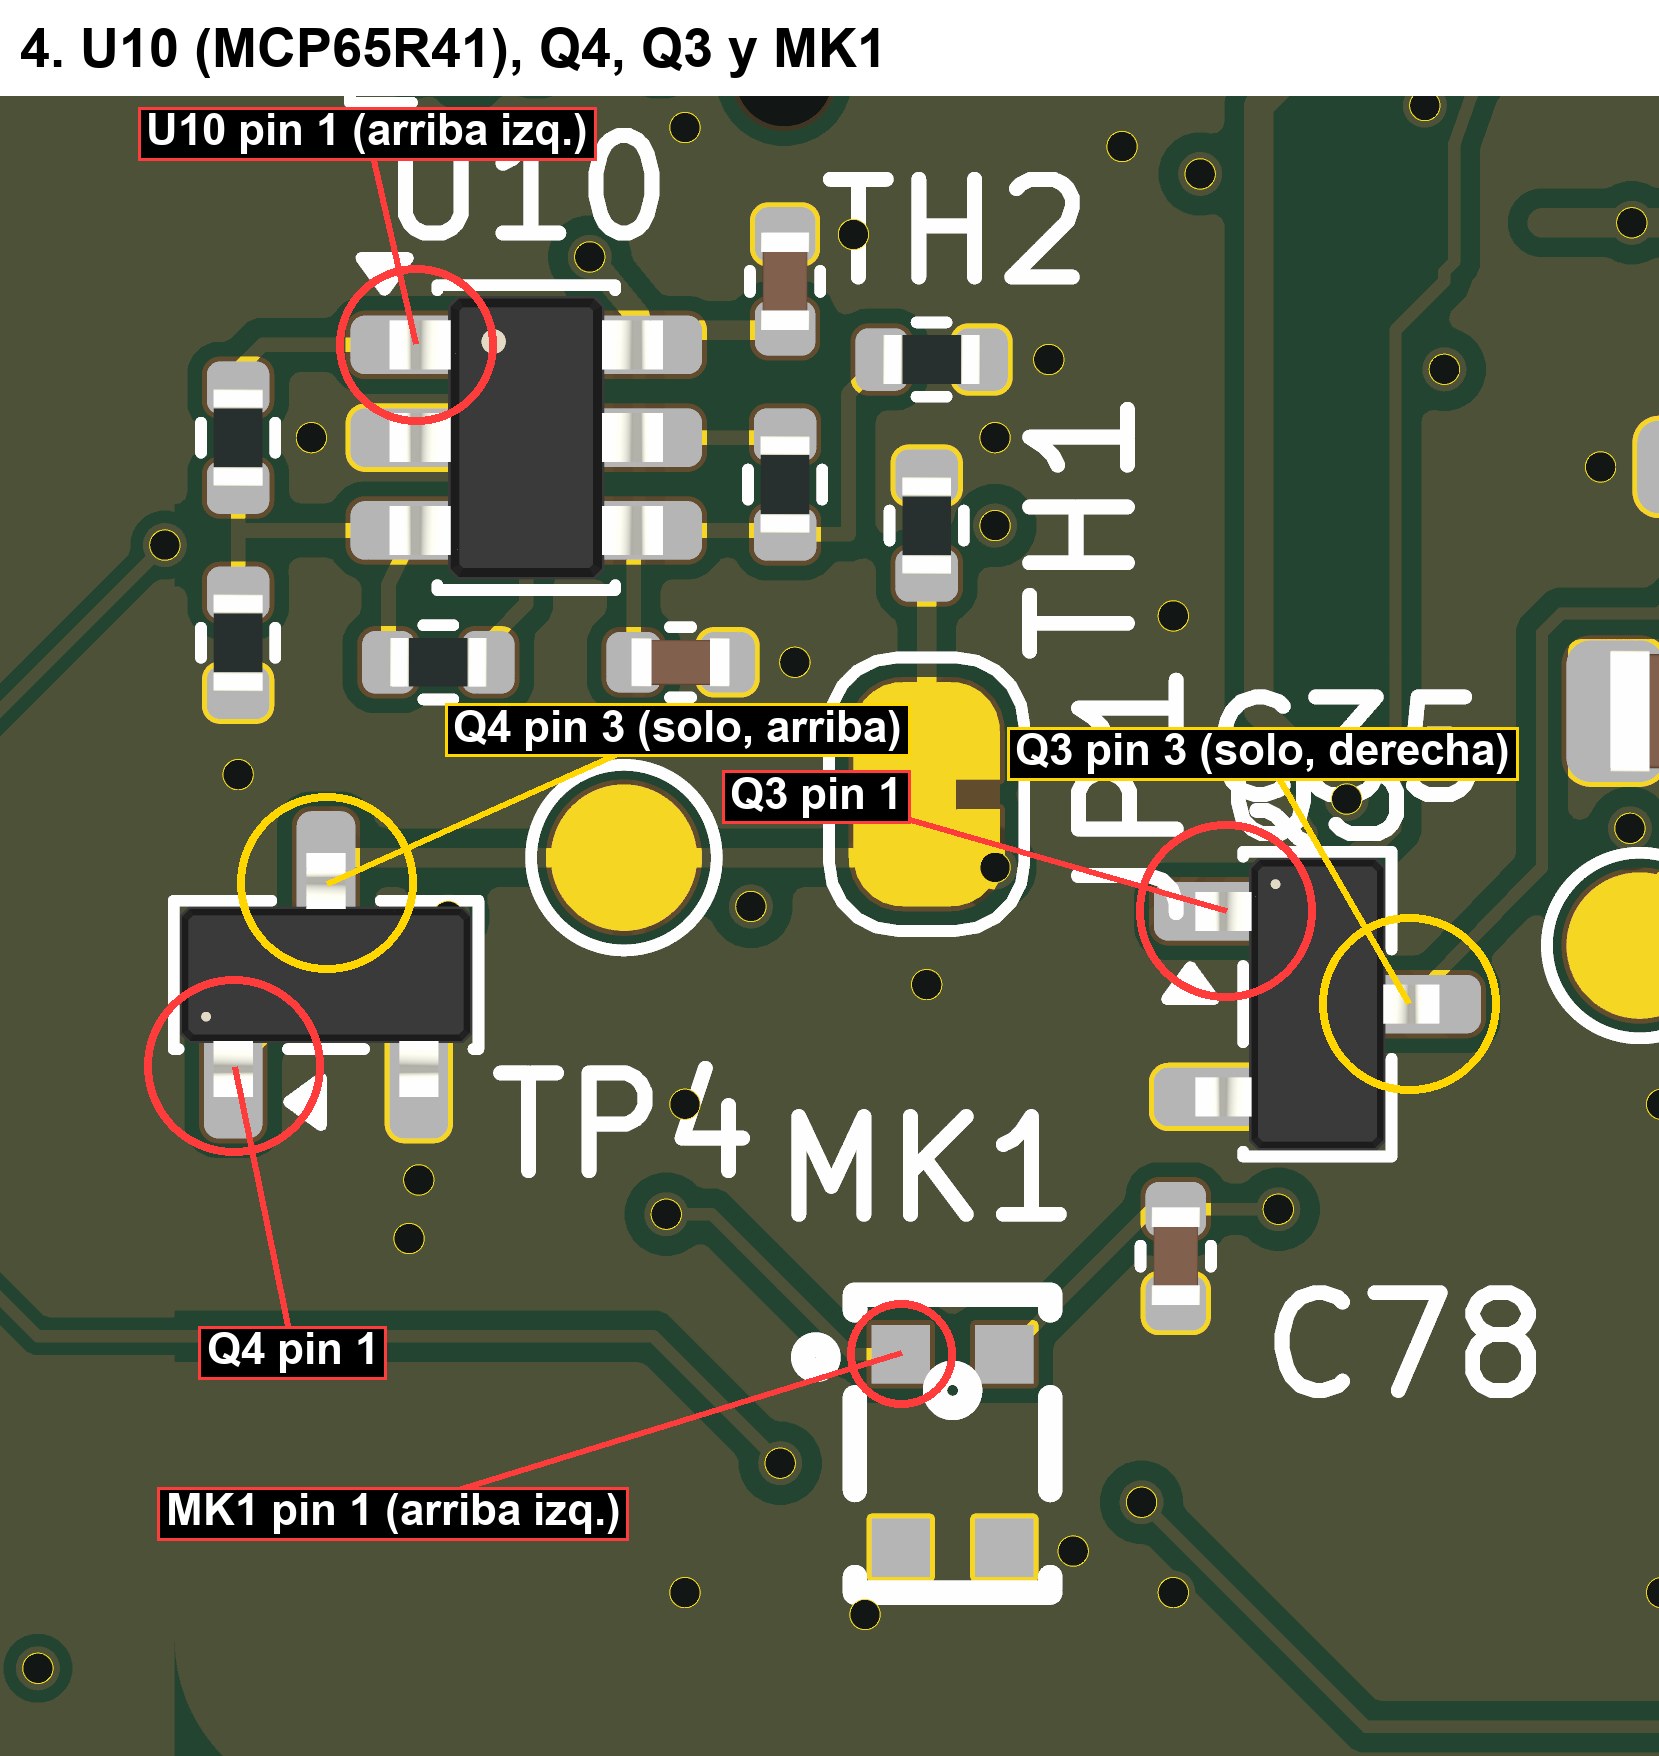 4. U10 (MCP65R41), Q4, Q3 y MK1
U10 pin 1 (arriba izq.)
U10
TH2
TH1
Q4 pin 3 (solo, arriba)
Q3 pin 3 (solo, derecha)
Q3 pin 1
TP4
MK1
Q4 pin 1
C78
MK1 pin 1 (arriba izq.)